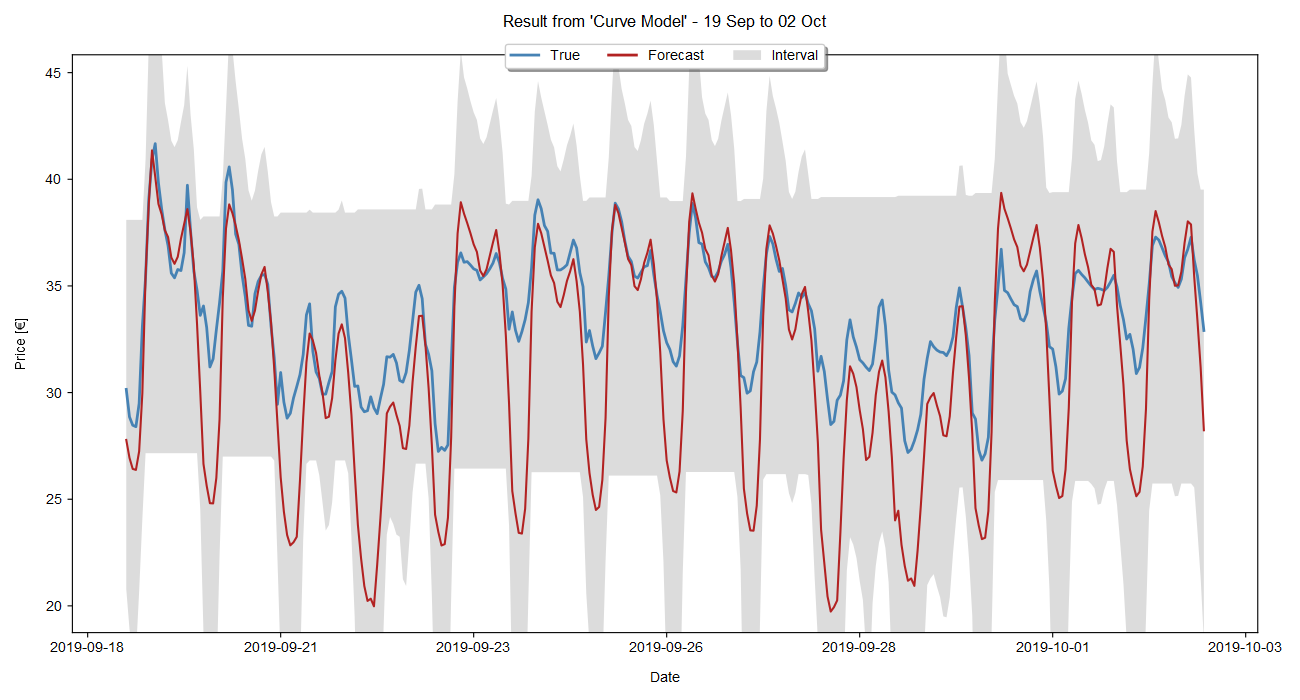 Result from 'Curve Model' - 19 Sep to 02 Oct
True Forecast Interval
45
40
35
30
25
20
Price [€]
2019-09-18 2019-09-21 2019-09-23 2019-09-26 2019-09-28 2019-10-01 2019-10-03
Date